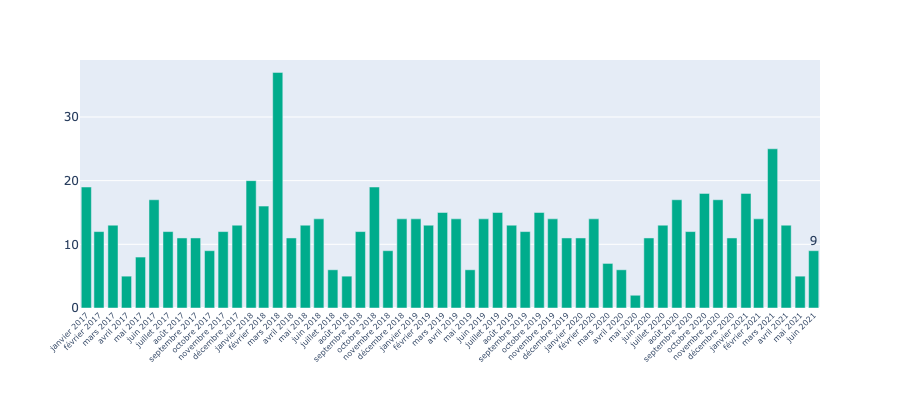 30
20
10
0
9
janvier 2017
février 2017
mars 2017
avril 2017
mai 2017
juin 2017
juillet 2017
août 2017
septembre 2017
octobre 2017
novembre 2017
décembre 2017
janvier 2018
février 2018
mars 2018
avril 2018
mai 2018
juin 2018
juillet 2018
août 2018
septembre 2018
octobre 2018
novembre 2018
décembre 2018
janvier 2019
février 2019
mars 2019
avril 2019
mai 2019
juin 2019
juillet 2019
août 2019
septembre 2019
octobre 2019
novembre 2019
décembre 2019
janvier 2020
février 2020
mars 2020
avril 2020
mai 2020
juin 2020
juillet 2020
août 2020
septembre 2020
octobre 2020
novembre 2020
décembre 2020
janvier 2021
février 2021
mars 2021
avril 2021
mai 2021
juin 2021